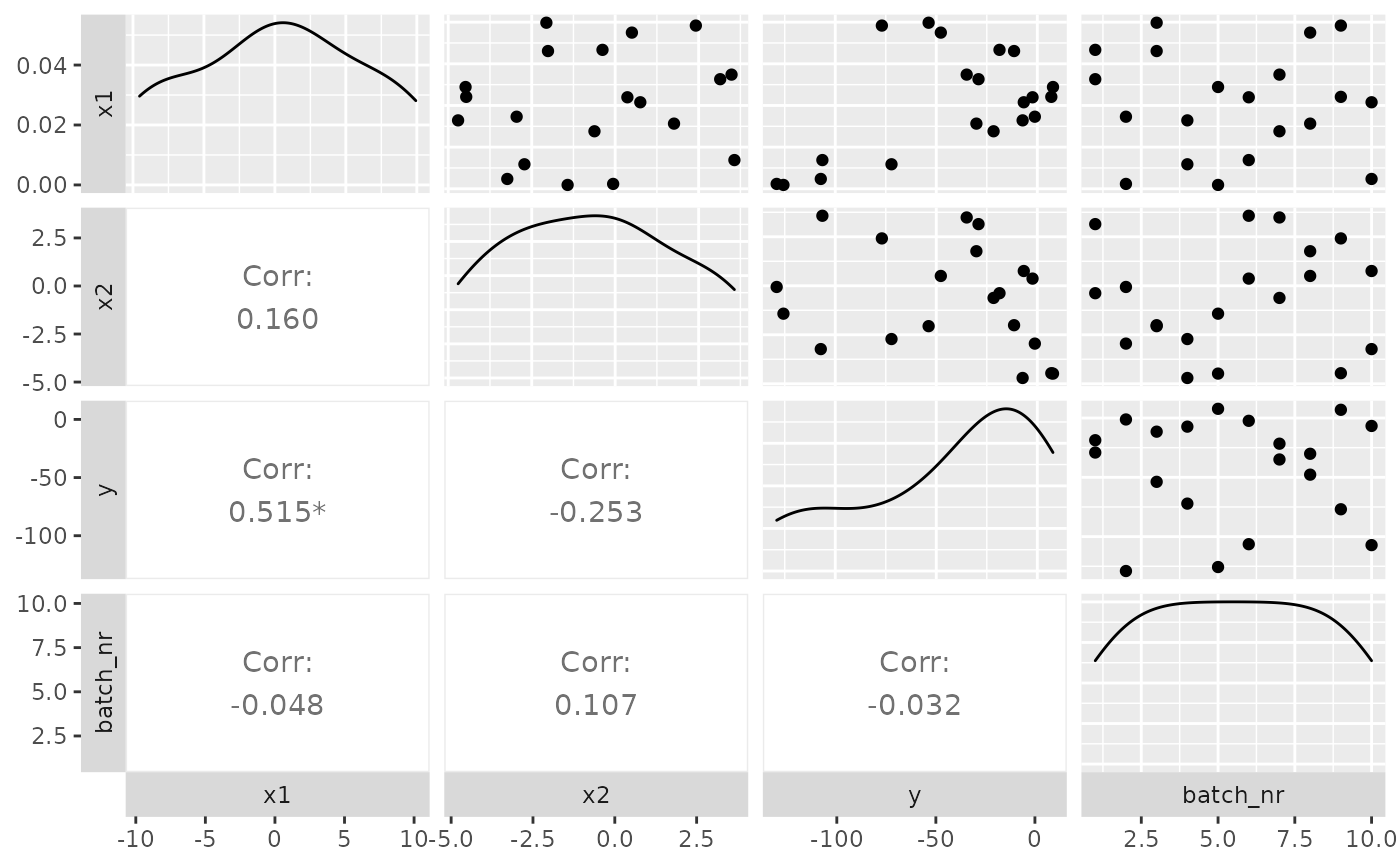 0.04
0.02
0.00
x1
2.5
0.0
-2.5
-5.0
x2
Corr:
0.160
0
-50
-100
y
Corr:
0.515*
Corr:
-0.253
10.0
7.5
5.0
2.5
batch_nr
Corr:
-0.048
Corr:
0.107
Corr:
-0.032
x1 x2 y batch_nr
-10 -5 0 5 10 -5.0 -2.5 0.0 2.5 -100 -50 0 2.5 5.0 7.5 10.0